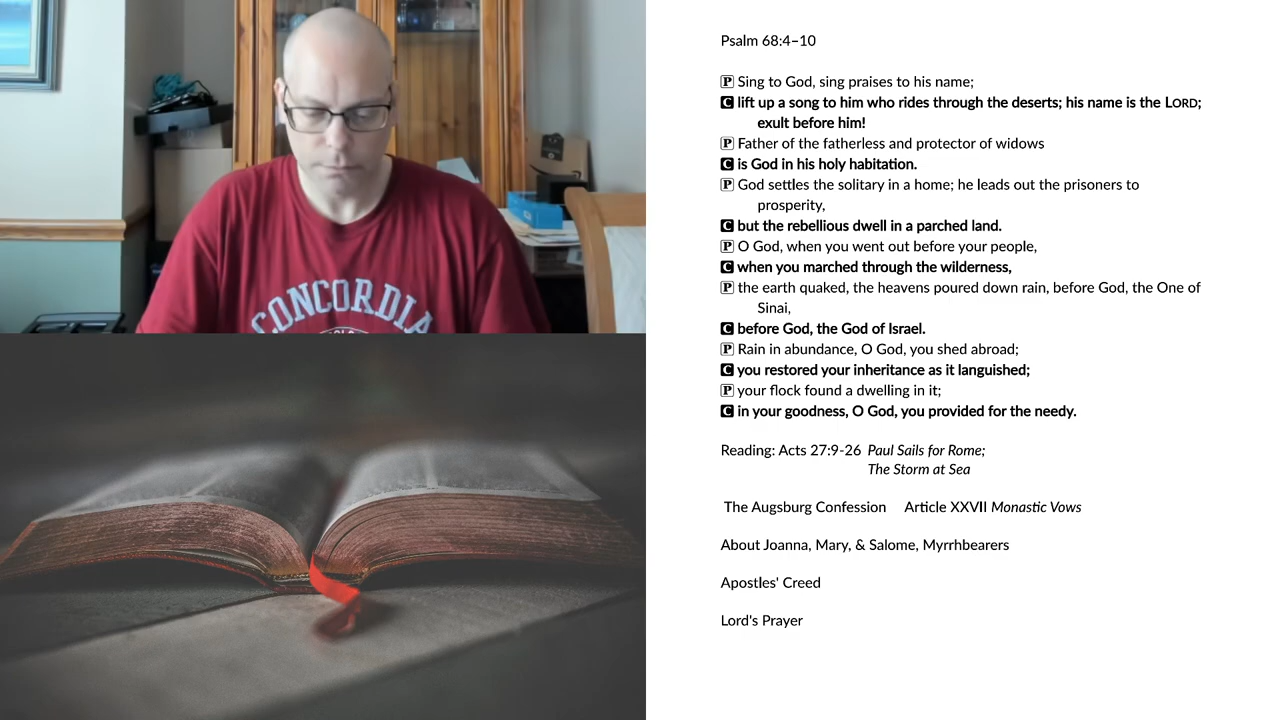 CONCORDIA
Psalm 68:4–10
P Sing to God, sing praises to his name;
C lift up a song to him who rides through the deserts; his name is the LORD;
exult before him!
P Father of the fatherless and protector of widows
C is God in his holy habitation.
P God settles the solitary in a home; he leads out the prisoners to
prosperity,
C but the rebellious dwell in a parched land.
P O God, when you went out before your people,
C when you marched through the wilderness,
P the earth quaked, the heavens poured down rain, before God, the One of
Sinai,
C before God, the God of Israel.
P Rain in abundance, O God, you shed abroad;
C you restored your inheritance as it languished;
P your flock found a dwelling in it;
C in your goodness, O God, you provided for the needy.
Reading: Acts 27:9-26 Paul Sails for Rome;
The Storm at Sea
The Augsburg Confession Article XXVII Monastic Vows
About Joanna, Mary, & Salome, Myrrhbearers
Apostles' Creed
Lord's Prayer